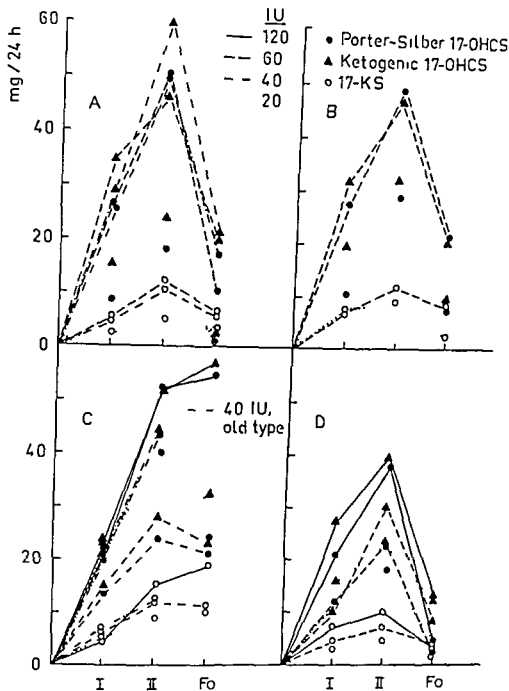 mg/24 h
60
40
20
0
A
IU
120
60
40
20
Porter-Silber 17-OHCS
Ketogenic 17-OHCS
17-KS
B
C
40 IU,
old type
D
40
20
0
I II Fo
I II Fo